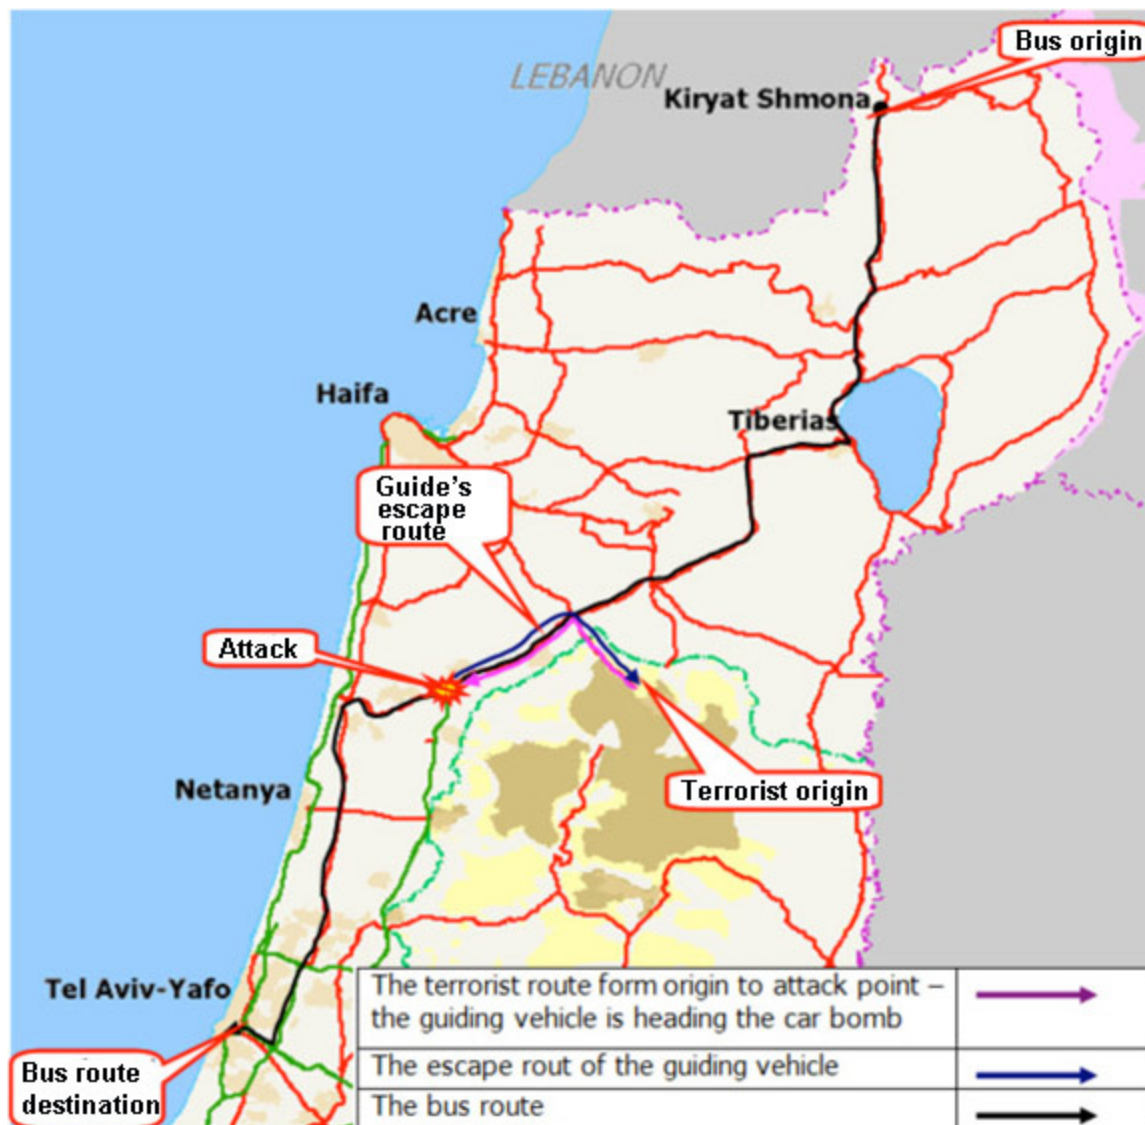 Bus origin
LEBANON
Kiryat Shmona
Acre
Haifa
Tiberias
Guide's
escape
route
Attack
Netanya
Terrorist origin
Tel Aviv-Yafo
Bus route
destination
The terrorist route form origin to attack point –
the guiding vehicle is heading the car bomb
The escape rout of the guiding vehicle
The bus route